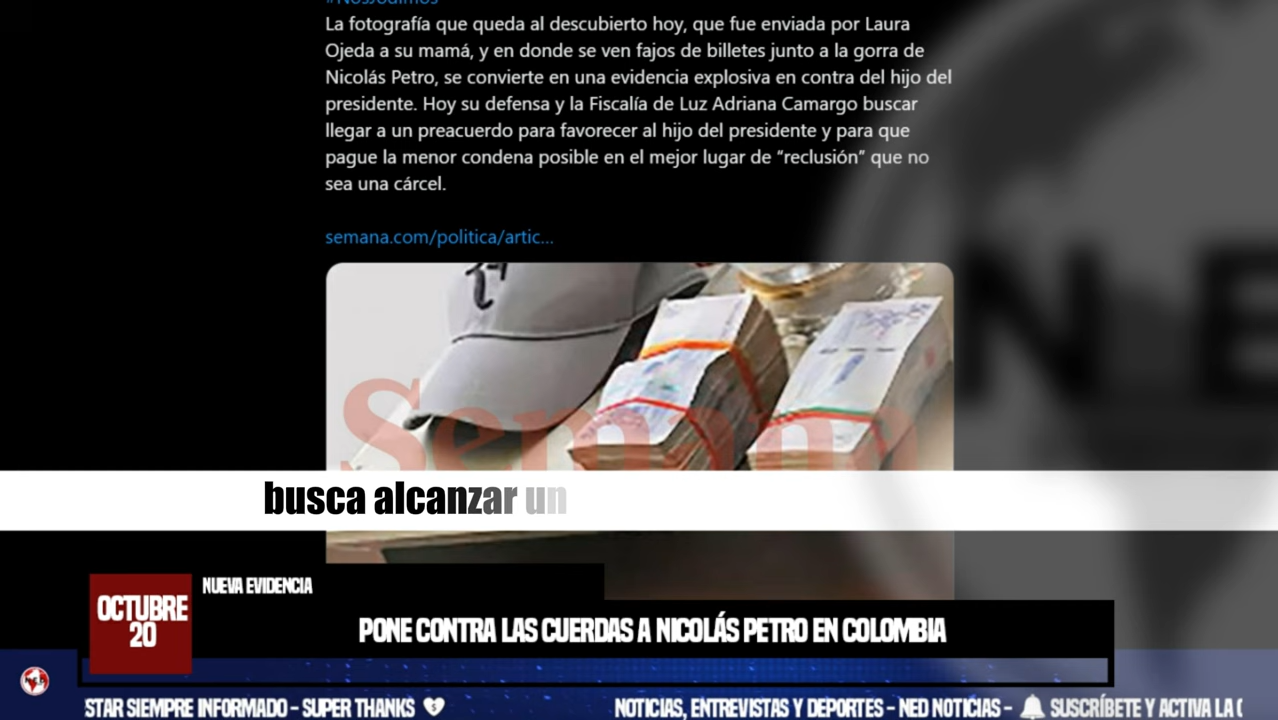 #NosJodimos
La fotografía que queda al descubierto hoy, que fue enviada por Laura
Ojeda a su mamá, y en donde se ven fajos de billetes junto a la gorra de
Nicolás Petro, se convierte en una evidencia explosiva en contra del hijo del
presidente. Hoy su defensa y la Fiscalía de Luz Adriana Camargo buscar
llegar a un preacuerdo para favorecer al hijo del presidente y para que
pague la menor condena posible en el mejor lugar de “reclusión” que no
sea una cárcel.
semana.com/politica/artic...
Semana
busca alcanzar un
NUEVA EVIDENCIA
OCTUBRE
20
PONE CONTRA LAS CUERDAS A NICOLÁS PETRO EN COLOMBIA
STAR SIEMPRE INFORMADO - SUPER THANKS NOTICIAS, ENTREVISTAS Y DEPORTES - NED NOTICIAS - SUSCRÍBETE Y ACTIVA LA
N E